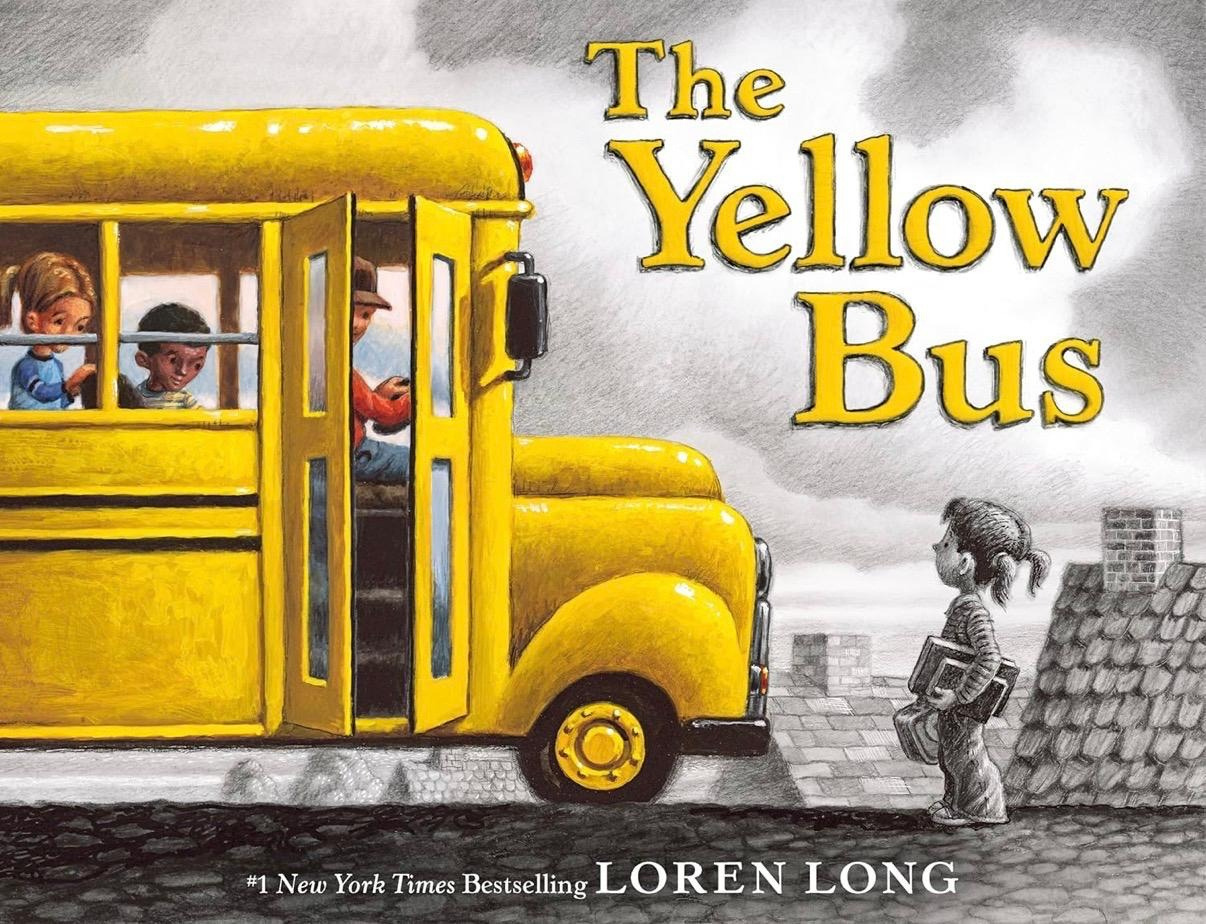 The
Yellow
Bus
#1 New York Times Bestselling LOREN LONG